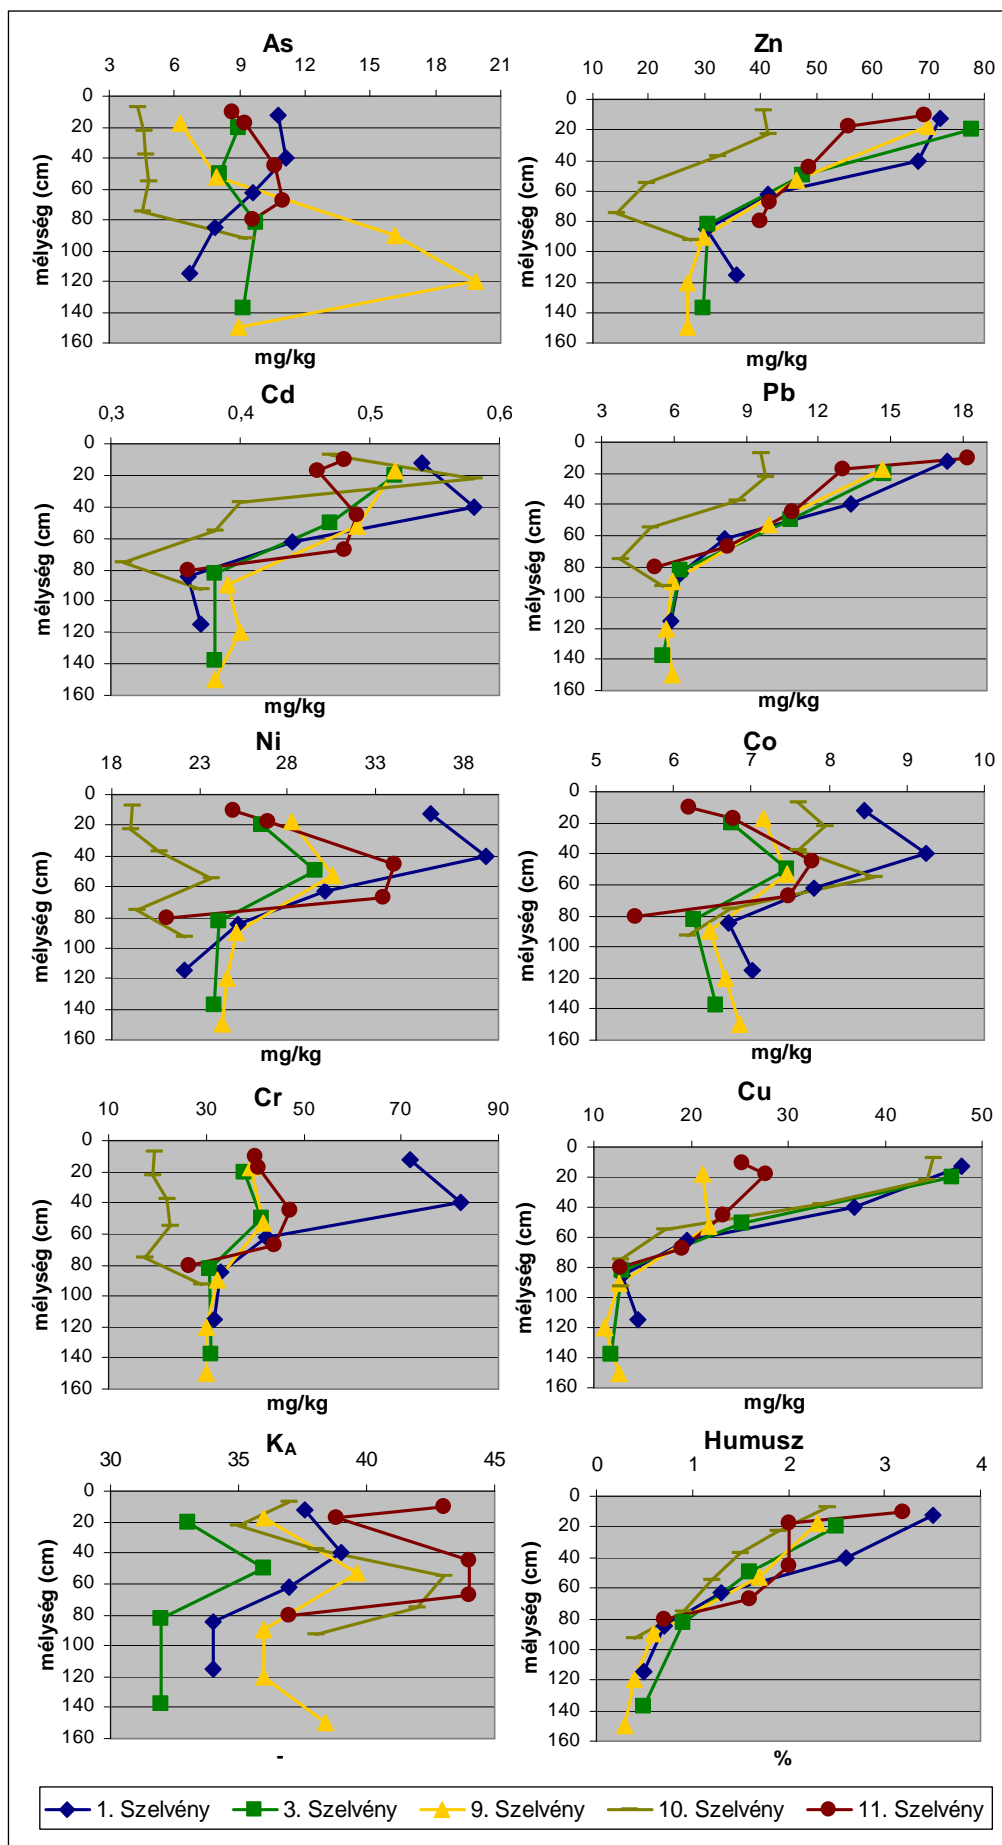 As
3 6 9 12 15 18 21
0
20
40
60
80
100
120
140
160
mélység (cm)
mg/kg
Zn
10 20 30 40 50 60 70 80
0
20
40
60
80
100
120
140
160
mélység (cm)
mg/kg
Cd
0,3 0,4 0,5 0,6
0
20
40
60
80
100
120
140
160
mélység (cm)
mg/kg
Pb
3 6 9 12 15 18
0
20
40
60
80
100
120
140
160
mélység (cm)
mg/kg
Ni
18 23 28 33 38
0
20
40
60
80
100
120
140
160
mélység (cm)
mg/kg
Co
5 6 7 8 9 10
0
20
40
60
80
100
120
140
160
mélység (cm)
mg/kg
Cr
10 30 50 70 90
0
20
40
60
80
100
120
140
160
mélység (cm)
mg/kg
Cu
10 20 30 40 50
0
20
40
60
80
100
120
140
160
mélység (cm)
mg/kg
K_A
30 35 40 45
0
20
40
60
80
100
120
140
160
mélység (cm)
-
Humusz
0 1 2 3 4
0
20
40
60
80
100
120
140
160
mélység (cm)
%
1. Szelvény 3. Szelvény 9. Szelvény 10. Szelvény 11. Szelvény